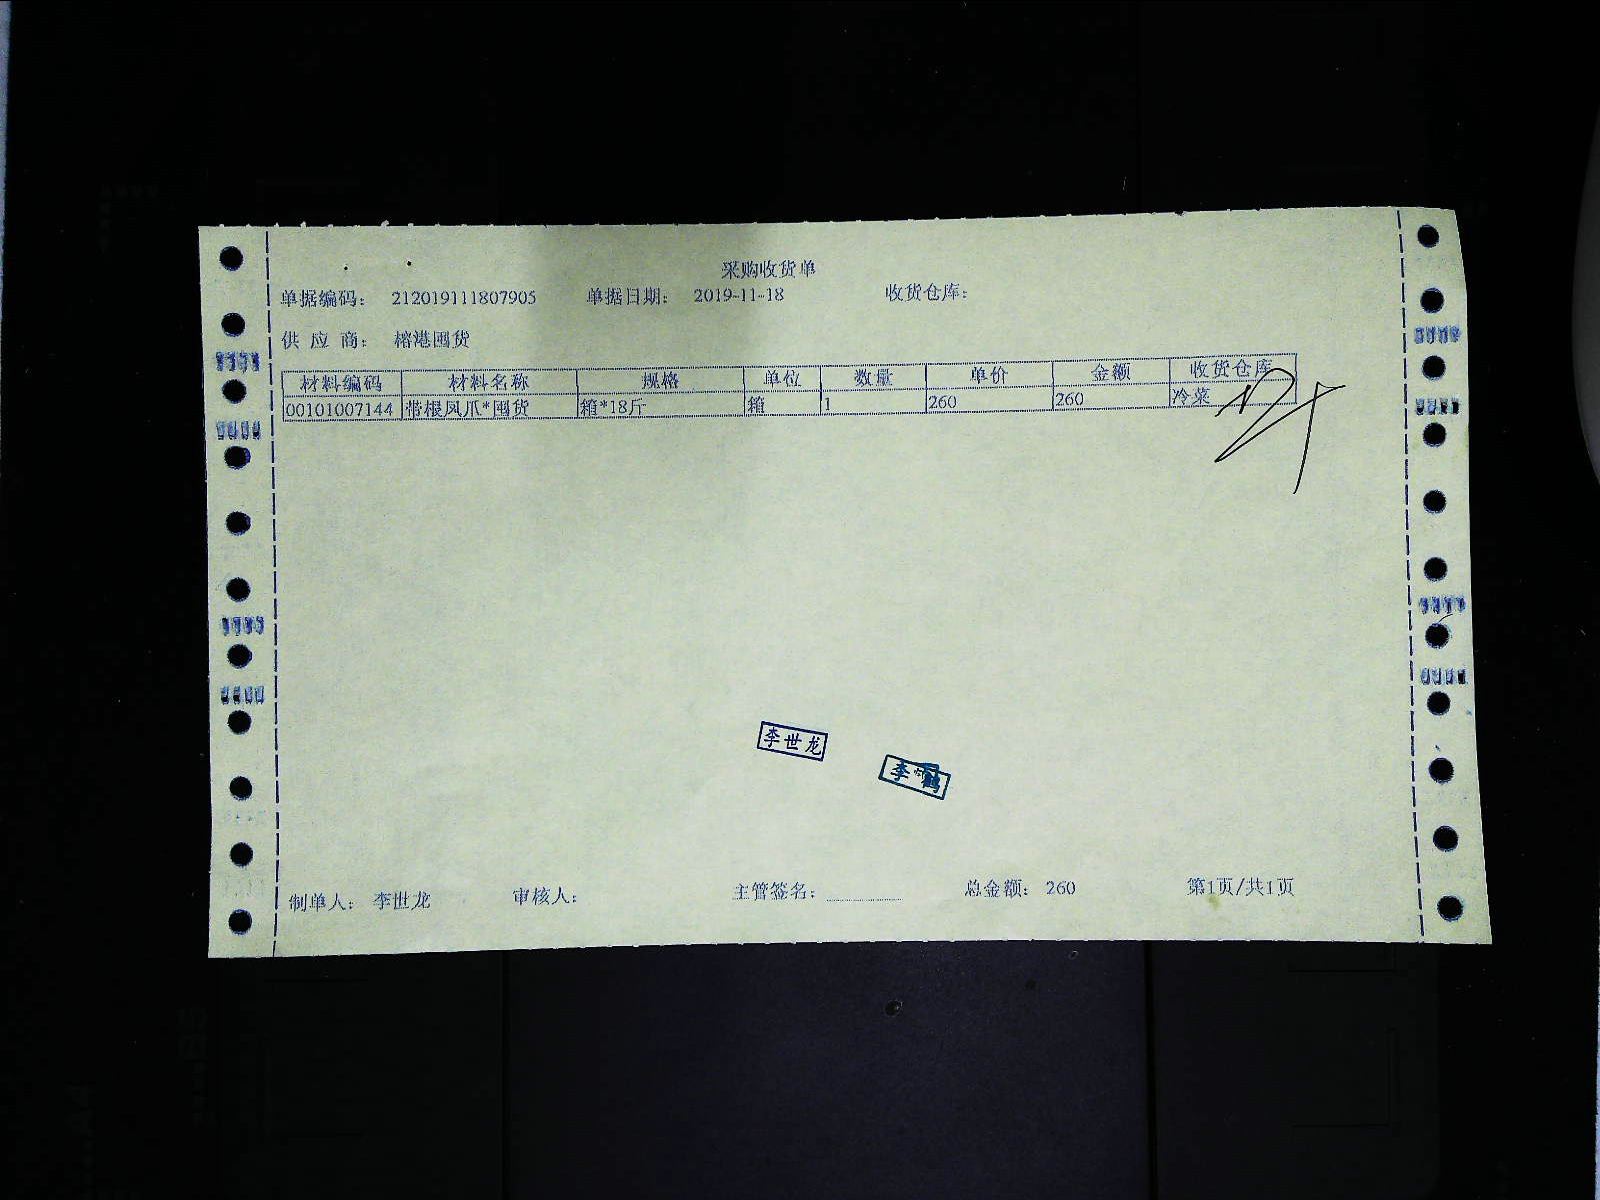 采购收货单
单据编码： 212019111807905 单据日期： 2019-11-18 收货仓库：
供 应 商： 榕港囤货
材料编码 材料名称 规格 单位 数量 单价 金额 收货仓库
00101007144 带根凤爪*囤货 箱*18斤 箱 1 260 260 冷菜
李世龙
李 鹤
制单人： 李世龙 审核人： 主管签名： 总金额： 260 第1页/共1页